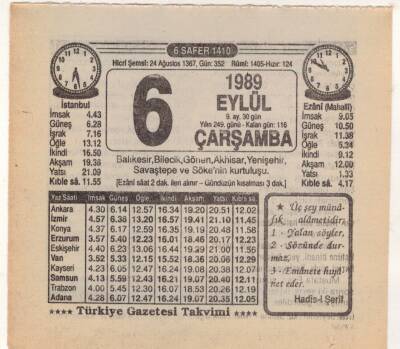 6 SAFER 1410
Hicrî Şemsî: 24 Ağustos 1367, Gün: 352 Rûmî: 1405-Hızır: 124
6
1989
9. ay. 30 gün
EYLÜL
Yılın 249. günü - Kalan gün: 116
ÇARŞAMBA
Balıkesir, Bilecik, Gönen, Akhisar, Yenişehir,
Savaştepe ve Söke'nin kurtuluşu.
[Ezânî sâat 2 dak. ileri alınır – Gündüzün kısalması 3 dak.]
İstanbul
İmsak 4.43
Güneş 6.28
İşrak 7.16
Öğle 13.12
İkindi 16.50
Akşam 19.38
Yatsı 21.09
Kıble sâ. 11.55
Ezânî (Mahallî)
İmsak 9.05
Güneş 10.50
İşrak 11.38
Öğle 5.34
İkindi 9.12
Akşam 12.00
Yatsı 1.33
Kıble sâ. 4.17
Yaz Saati İmsak Güneş Öğle İkindi Akşam Yatsı Kıble
Ankara 4.30 6.14 12.57 16.34 19.20 20.51 12.02
İzmir 4.57 6.38 13.20 16.57 19.41 21.10 11.45
Konya 4.37 6.17 12.59 16.35 19.19 20.48 11.56
Erzurum 3.57 5.40 12.23 16.01 18.46 20.17 12.23
Eskişehir 4.40 6.23 13.06 16.44 19.29 21.00 11.56
Van 3.52 5.33 12.15 15.52 18.36 20.06 12.29
Kayseri 4.23 6.05 12.47 16.24 19.08 20.38 12.07
Samsun 4.13 5.59 12.43 16.21 19.07 20.40 12.11
Trabzon 4.00 5.45 12.30 16.07 18.53 20.26 12.19
Adana 4.28 6.07 12.47 16.24 19.07 20.35 12.05
★ Üç şey münâ-
fık alâmetidir:
1 - Yalan söyler,
2 - Sözünde dur-
maz,
3 - Emânete hıyâ-
net eder.
Hadîs-i Şerîf
★★★★ Türkiye Gazetesi Takvimi ★★★★